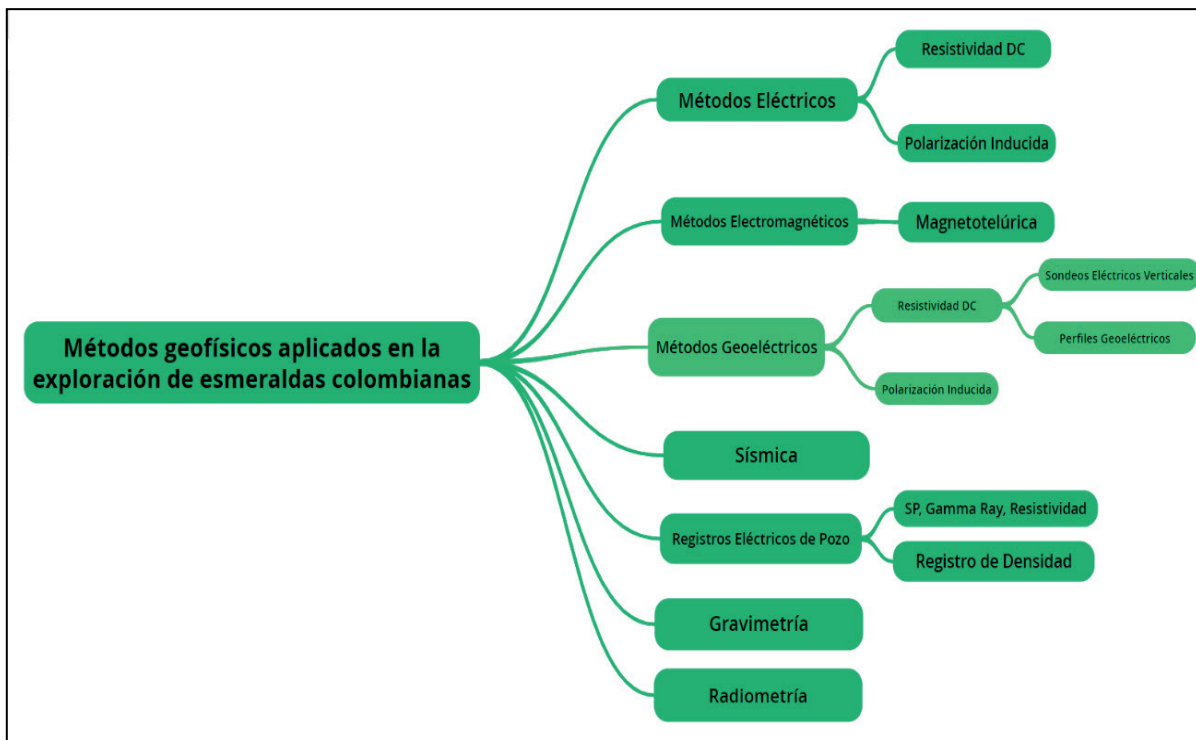 Métodos geofísicos aplicados en la
exploración de esmeraldas colombianas
Métodos Eléctricos
Resistividad DC
Polarización Inducida
Métodos Electromagnéticos
Magnetotelúrica
Métodos Geoeléctricos
Resistividad DC
Sondeos Eléctricos Verticales
Perfiles Geoeléctricos
Polarización Inducida
Sísmica
Registros Eléctricos de Pozo
SP, Gamma Ray, Resistividad
Registro de Densidad
Gravimetría
Radiometría